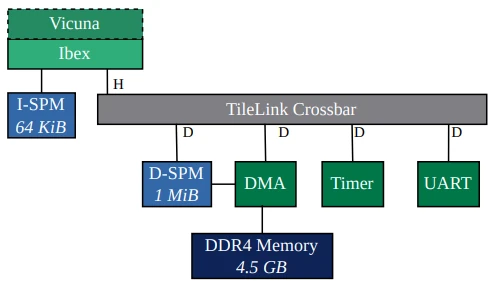 Vicuna
Ibex
H
I-SPM
64 KiB
TileLink Crossbar
D
D
D
D
D-SPM
1 MiB
DMA
Timer
UART
DDR4 Memory
4.5 GB